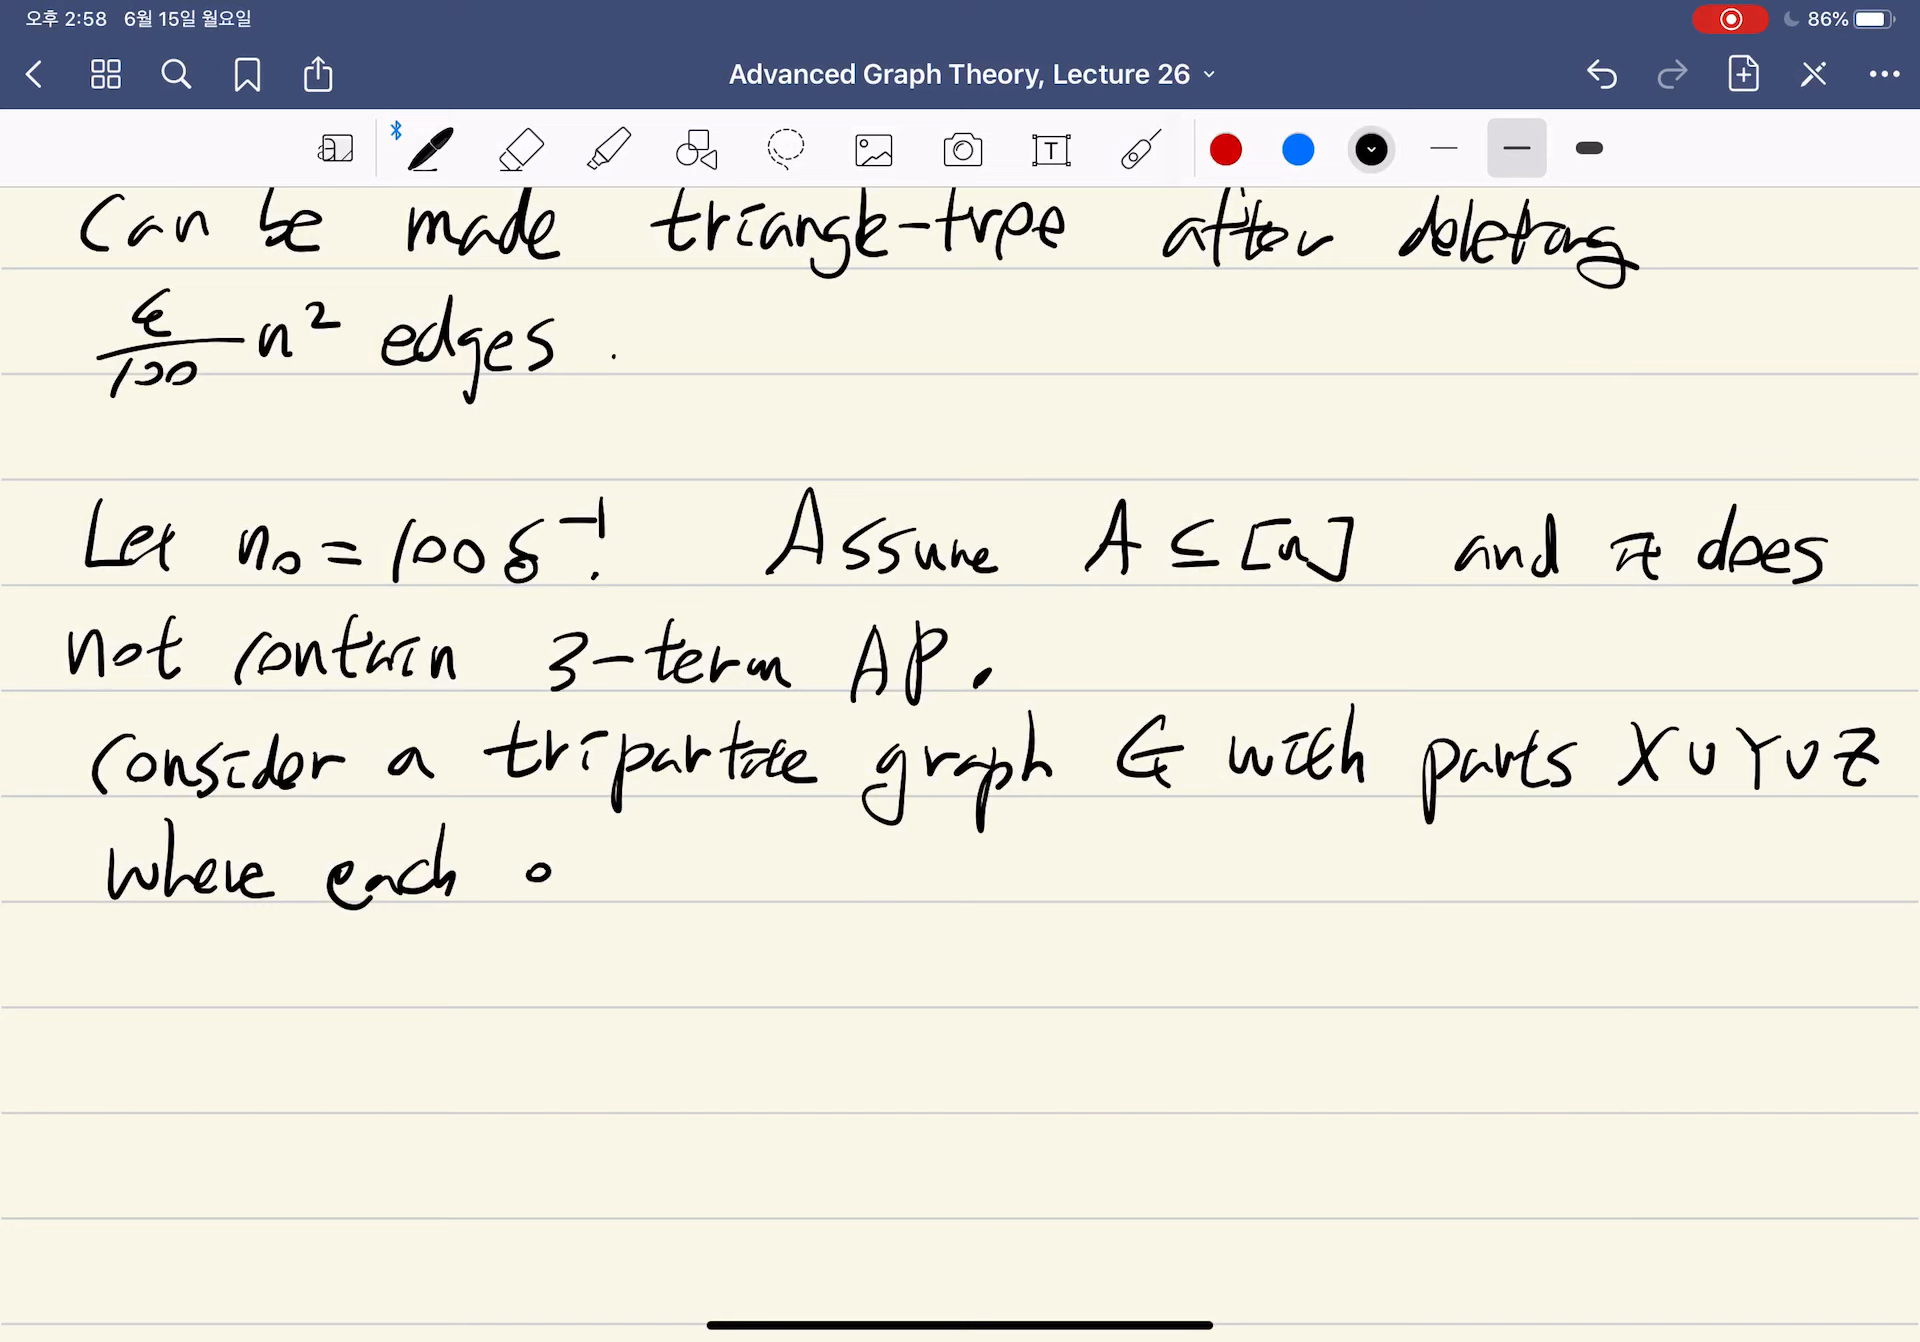 오후 2:58 6월 15일 월요일
86%
Advanced Graph Theory, Lecture 26
Can be made triangle-free after deleting
ε/100 n² edges.
Let n₀ = 100 δ⁻¹. Assume A ⊆ [n] and it does
not contain 3-term AP.
Consider a tripartite graph G with parts X ∪ Y ∪ Z
where each